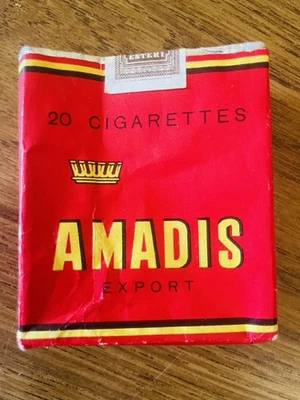 ESTERI
20 CIGARETTES
AMADIS
EXPORT